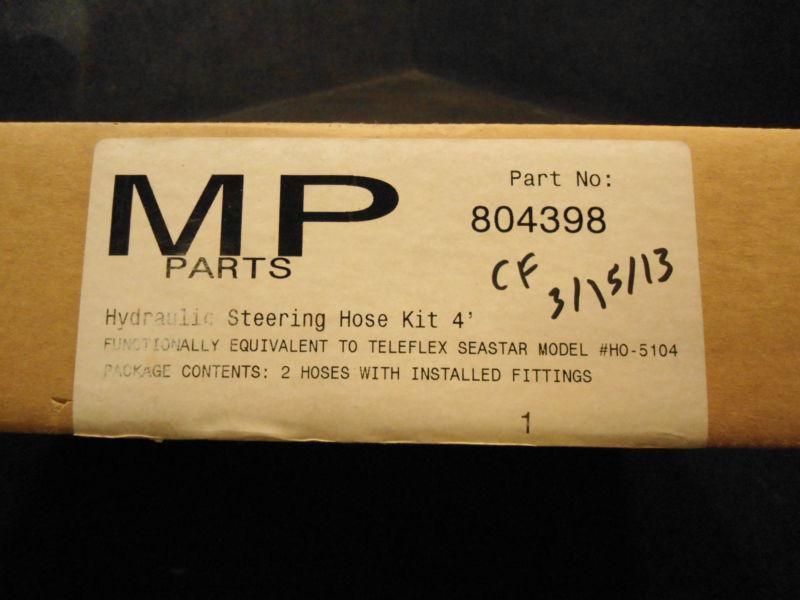 MP
PARTS
Part No:
804398
CF 3/15/13
Hydraulic Steering Hose Kit 4'
FUNCTIONALLY EQUIVALENT TO TELEFLEX SEASTAR MODEL #HO-5104
PACKAGE CONTENTS: 2 HOSES WITH INSTALLED FITTINGS
1